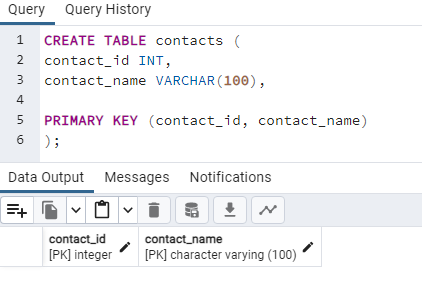 Query Query History
1 CREATE TABLE contacts (
2 contact_id INT,
3 contact_name VARCHAR(100),
4
5 PRIMARY KEY (contact_id, contact_name)
6 );
Data Output Messages Notifications
contact_id contact_name
[PK] integer [PK] character varying (100)